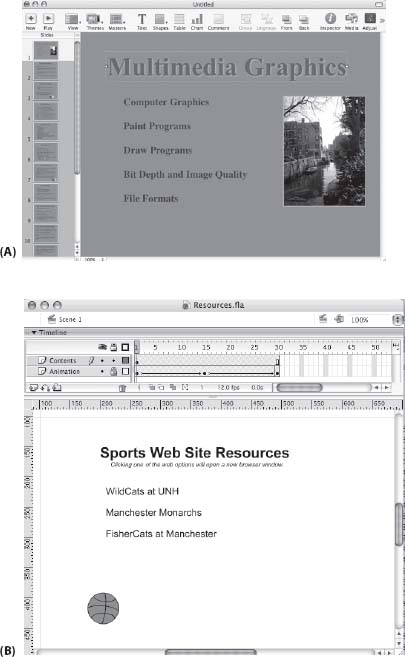 Untitled
New Play View Themes Masters Text Shapes Table Chart Comment Group Ungroup Front Back Inspector Media Adjust
Slides
1
2
3
4
5
6
7
8
9
10
Multimedia Graphics
Computer Graphics
Paint Programs
Draw Programs
Bit Depth and Image Quality
File Formats
100%
(A)
Resources.fla
Scene 1
100%
Timeline
1 5 10 15 20 25 30 35 40 45 50
Contents
Animation
1 12.0 fps 0.0s
100 150 200 250 300 350 400 450 500 550 600 650
Sports Web Site Resources
Clicking one of the web options will open a new browser window
WildCats at UNH
Manchester Monarchs
FisherCats at Manchester
(B)